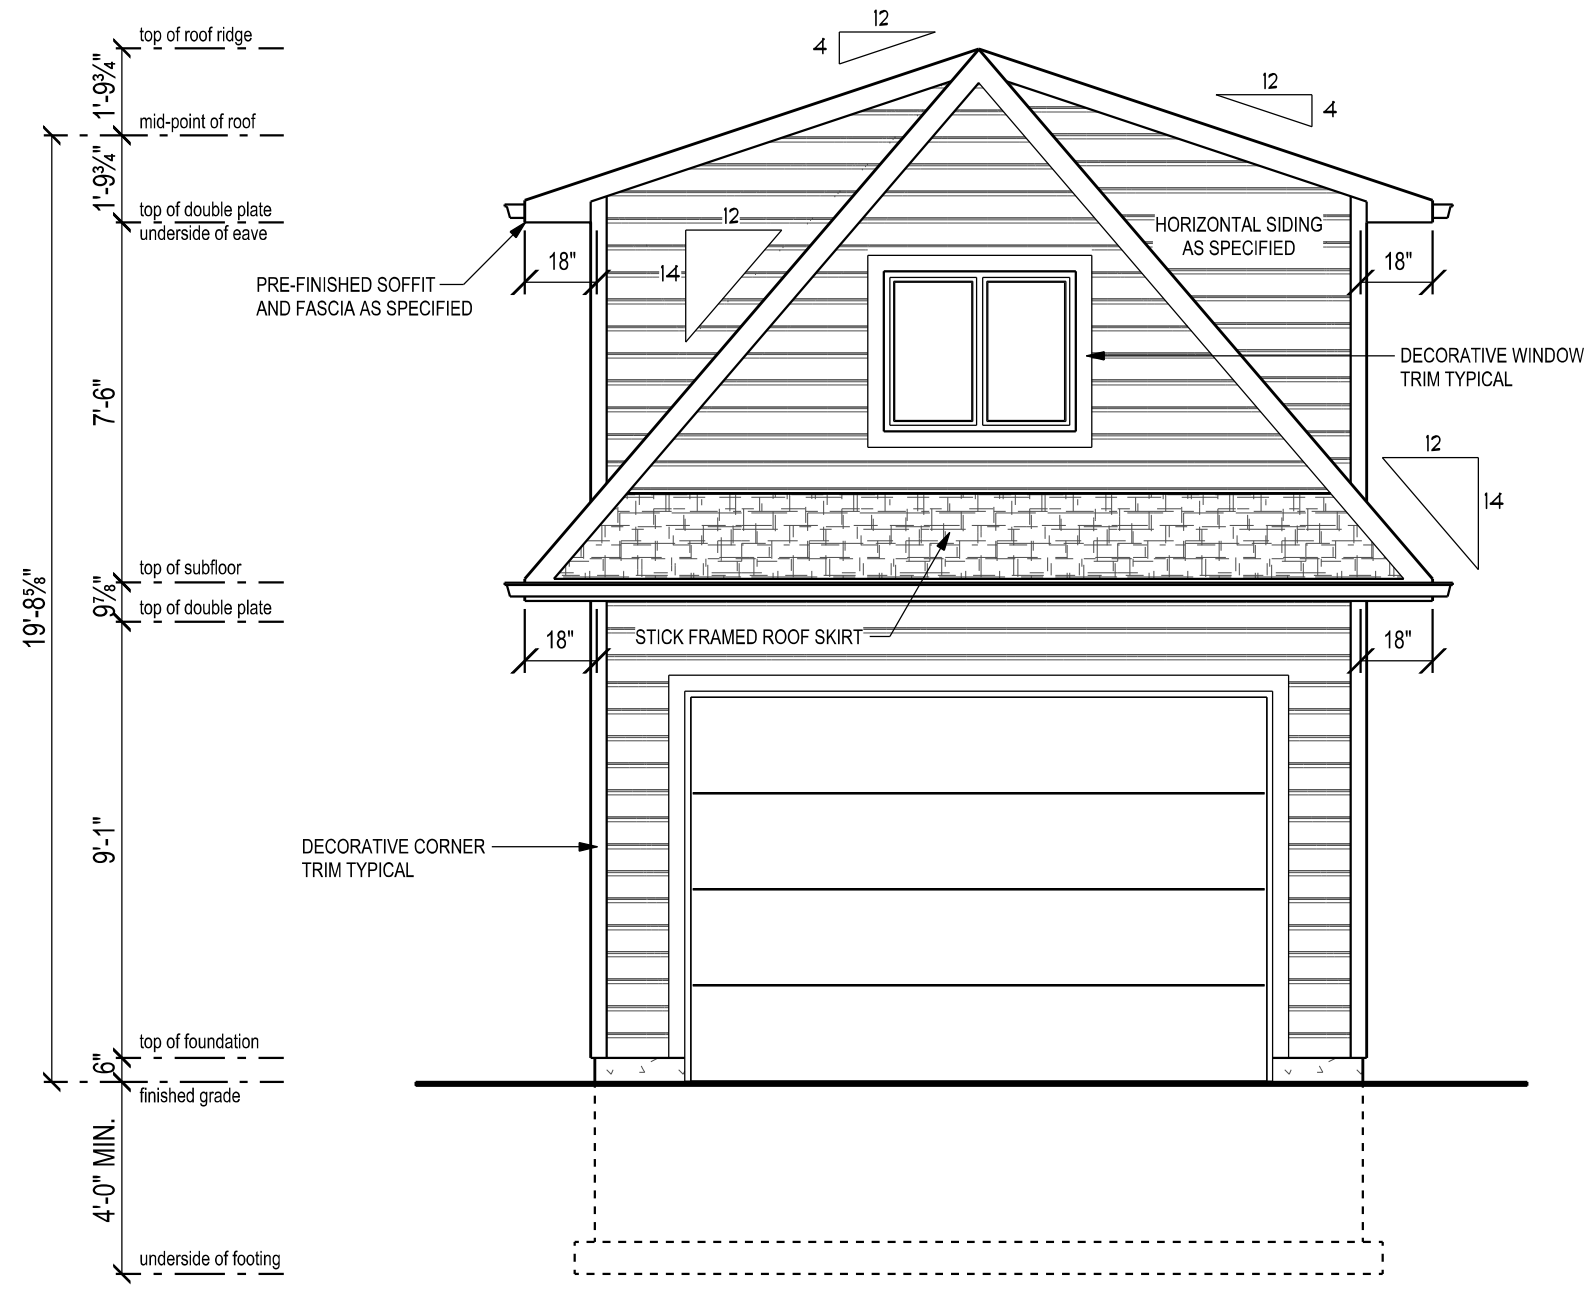 12
top of roof ridge
4
1'-9¾"
12
4
mid-point of roof
1'-9¾"
top of double plate
underside of eave
12
HORIZONTAL SIDING
AS SPECIFIED
18"
14
18"
PRE-FINISHED SOFFIT
AND FASCIA AS SPECIFIED
DECORATIVE WINDOW
TRIM TYPICAL
7'-6"
12
14
top of subfloor
9⅞"
top of double plate
19'-8⅝"
18"
STICK FRAMED ROOF SKIRT
18"
9'-1"
DECORATIVE CORNER
TRIM TYPICAL
top of foundation
6"
finished grade
4'-0" MIN.
underside of footing